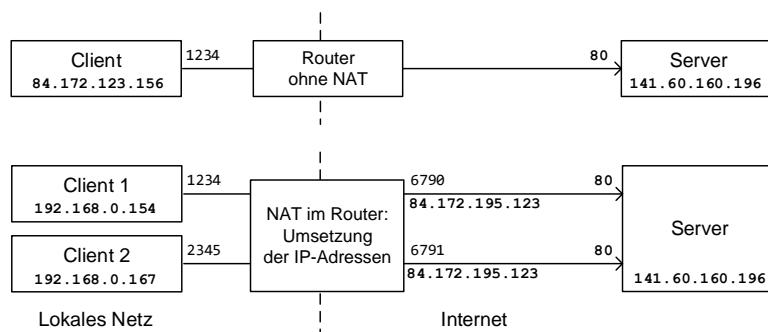 Client
84.172.123.156
1234
Router
ohne NAT
80
Server
141.60.160.196
Client 1
192.168.0.154
1234
Client 2
192.168.0.167
2345
NAT im Router:
Umsetzung
der IP-Adressen
6790
84.172.195.123
80
6791
84.172.195.123
80
Server
141.60.160.196
Lokales Netz
Internet